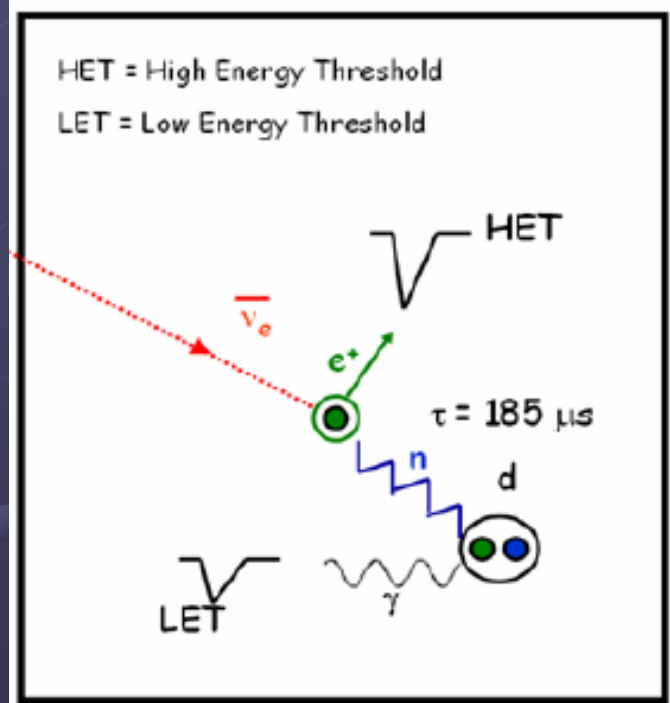 HET = High Energy Threshold
LET = Low Energy Threshold
HET
ν̅e
e⁺
τ = 185 μs
n
d
γ
LET